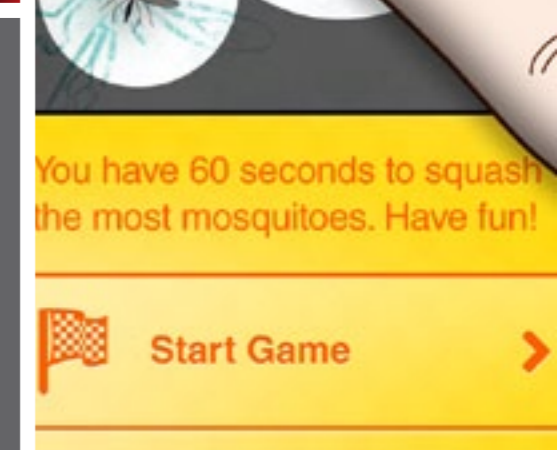 You have 60 seconds to squash
the most mosquitoes. Have fun!
Start Game